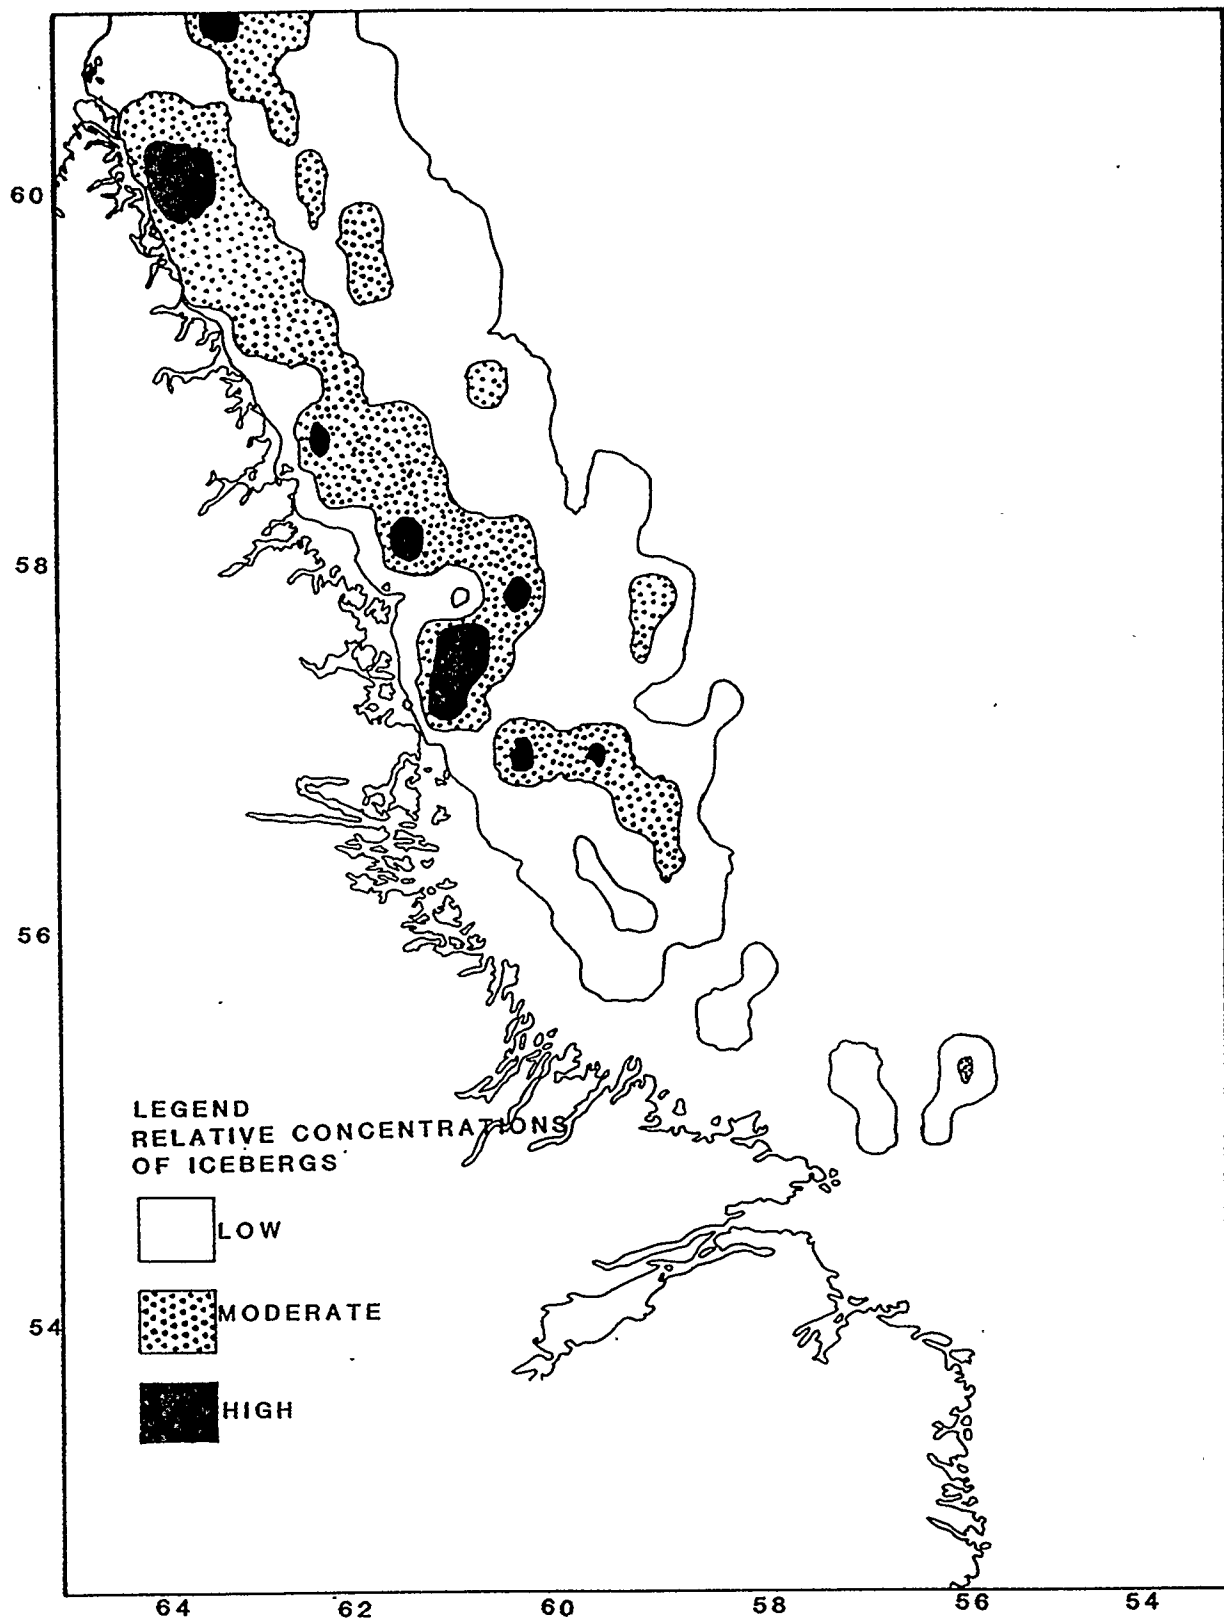 60
58
56
54
LEGEND
RELATIVE CONCENTRATIONS
OF ICEBERGS
LOW
MODERATE
HIGH
64 62 60 58 56 54